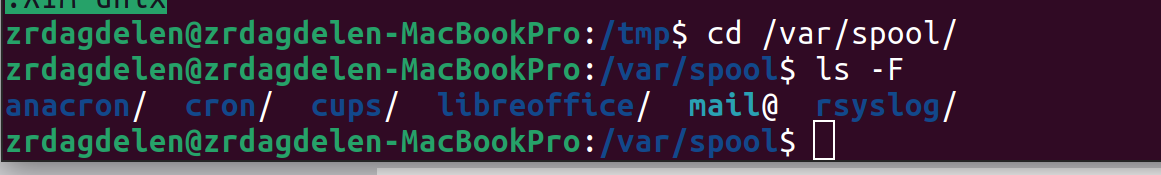 zrdagdelen@zrdagdelen-MacBookPro:/tmp$ cd /var/spool/
zrdagdelen@zrdagdelen-MacBookPro:/var/spool$ ls -F
anacron/  cron/  cups/  libreoffice/  mail@  rsyslog/
zrdagdelen@zrdagdelen-MacBookPro:/var/spool$